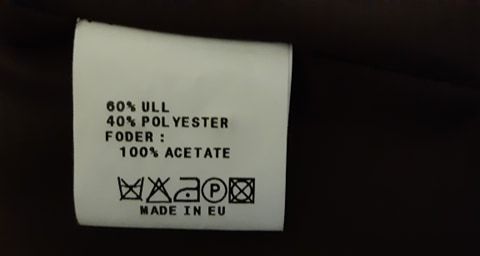 60% ULL
40% POLYESTER
FODER :
100% ACETATE
P
MADE IN EU